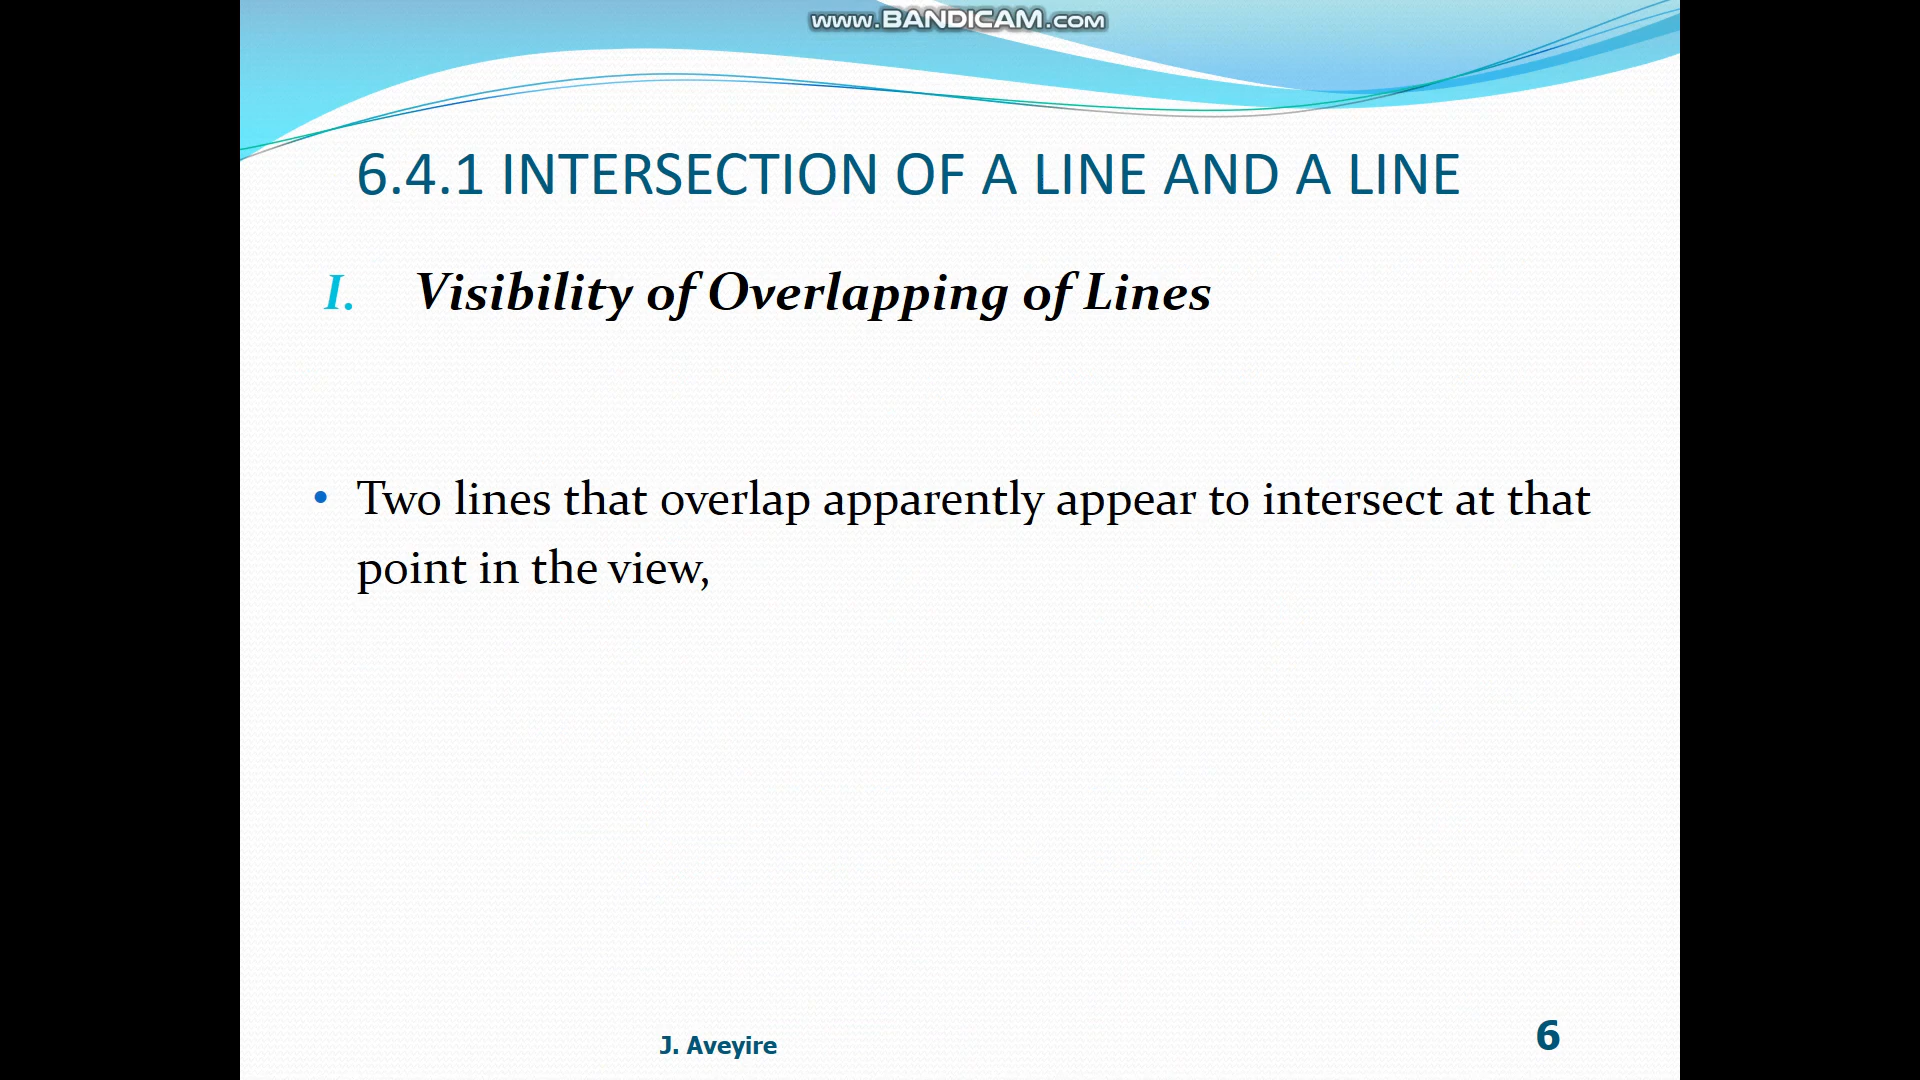 www.BANDICAM.com
6.4.1 INTERSECTION OF A LINE AND A LINE
I. Visibility of Overlapping of Lines
• Two lines that overlap apparently appear to intersect at that
point in the view,
J. Aveyire
6